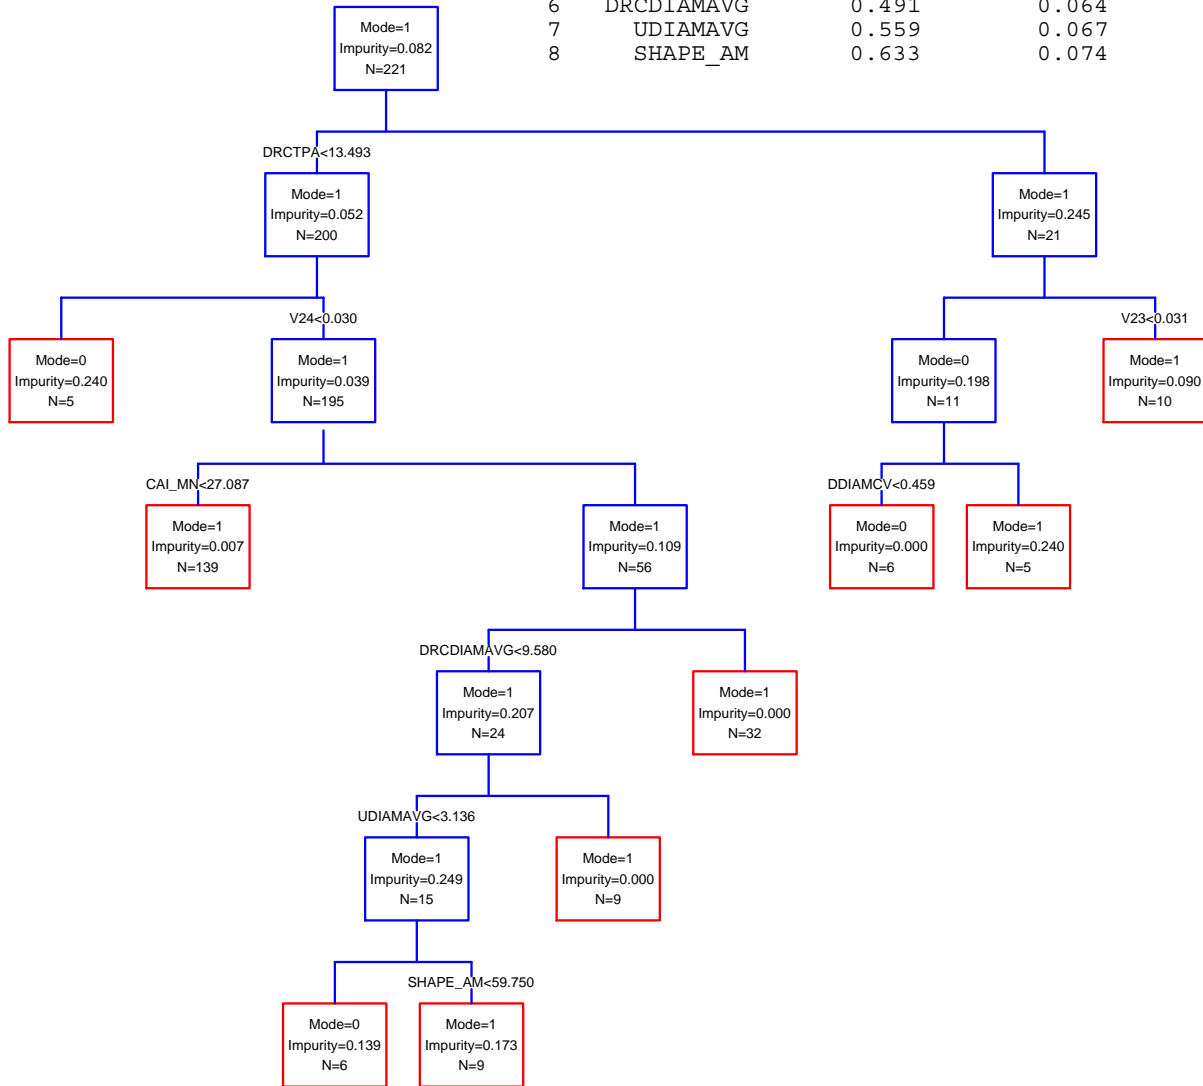 6 DRCDIAMAVG 0.491 0.064
7 UDIAMAVG 0.559 0.067
8 SHAPE_AM 0.633 0.074
Mode=1
Impurity=0.082
N=221
DRCTPA<13.493
Mode=1
Impurity=0.052
N=200
Mode=1
Impurity=0.245
N=21
V24<0.030
V23<0.031
Mode=0
Impurity=0.240
N=5
Mode=1
Impurity=0.039
N=195
Mode=0
Impurity=0.198
N=11
Mode=1
Impurity=0.090
N=10
CAI_MN<27.087
DDIAMCV<0.459
Mode=1
Impurity=0.007
N=139
Mode=1
Impurity=0.109
N=56
Mode=0
Impurity=0.000
N=6
Mode=1
Impurity=0.240
N=5
DRCDIAMAVG<9.580
Mode=1
Impurity=0.207
N=24
Mode=1
Impurity=0.000
N=32
UDIAMAVG<3.136
Mode=1
Impurity=0.249
N=15
Mode=1
Impurity=0.000
N=9
SHAPE_AM<59.750
Mode=0
Impurity=0.139
N=6
Mode=1
Impurity=0.173
N=9